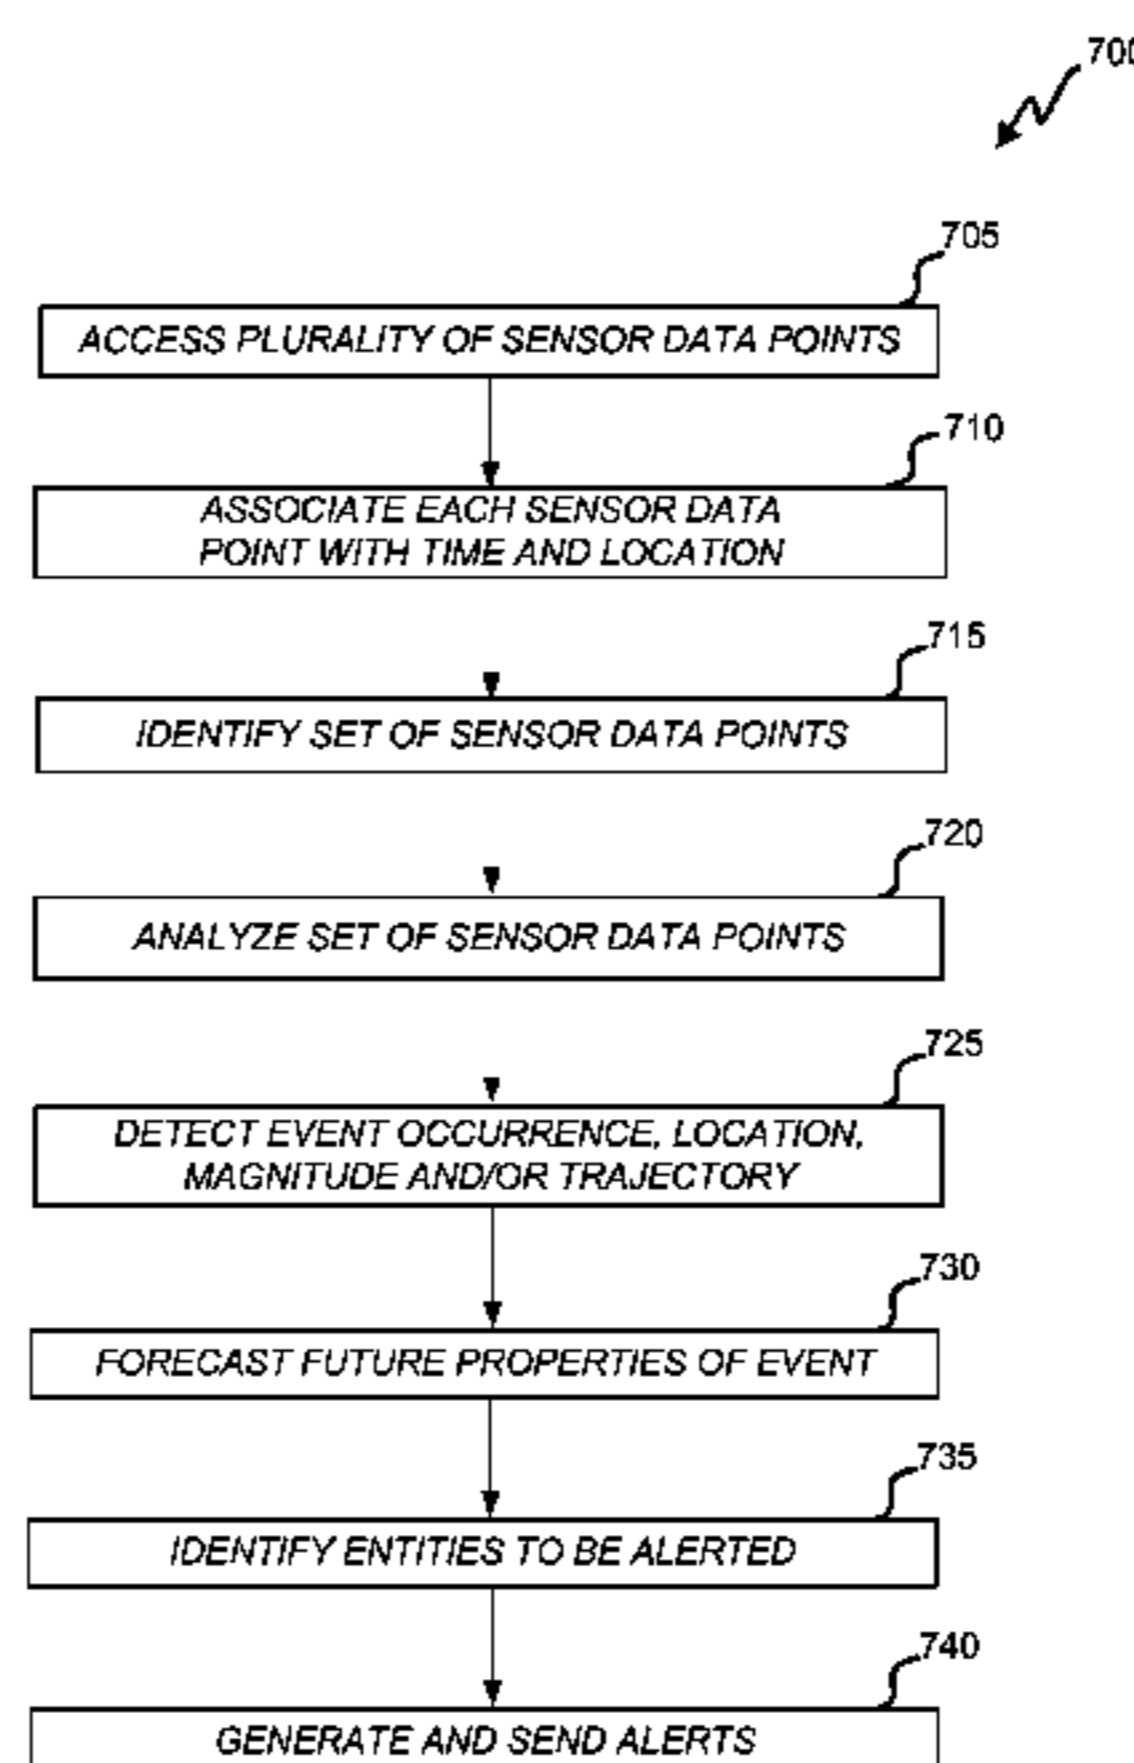 700
705
ACCESS PLURALITY OF SENSOR DATA POINTS
710
ASSOCIATE EACH SENSOR DATA
POINT WITH TIME AND LOCATION
715
IDENTIFY SET OF SENSOR DATA POINTS
720
ANALYZE SET OF SENSOR DATA POINTS
725
DETECT EVENT OCCURRENCE, LOCATION,
MAGNITUDE AND/OR TRAJECTORY
730
FORECAST FUTURE PROPERTIES OF EVENT
735
IDENTIFY ENTITIES TO BE ALERTED
740
GENERATE AND SEND ALERTS